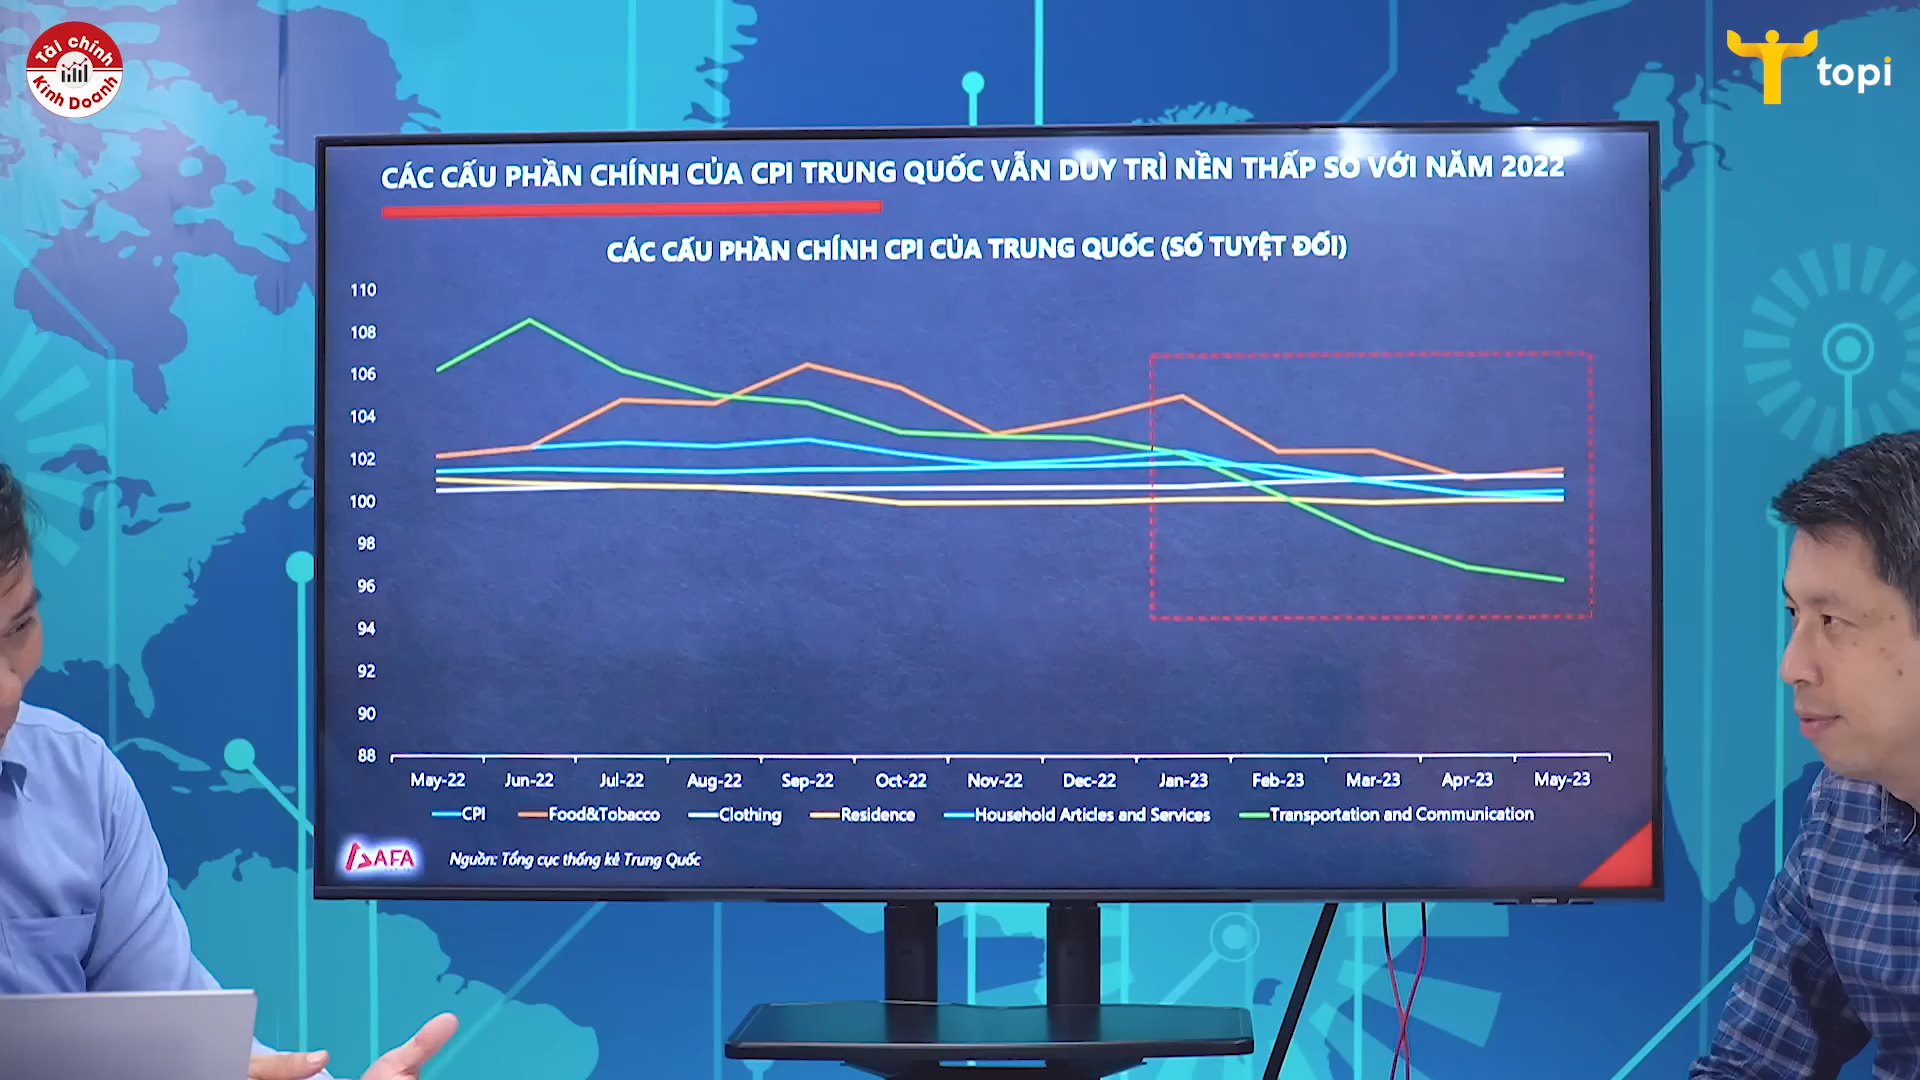 Tài chính
Kinh Doanh
topi
CÁC CẤU PHẦN CHÍNH CỦA CPI TRUNG QUỐC VẪN DUY TRÌ NỀN THẤP SO VỚI NĂM 2022
CÁC CẤU PHẦN CHÍNH CPI CỦA TRUNG QUỐC (SỐ TUYỆT ĐỐI)
110
108
106
104
102
100
98
96
94
92
90
88
May-22 Jun-22 Jul-22 Aug-22 Sep-22 Oct-22 Nov-22 Dec-22 Jan-23 Feb-23 Mar-23 Apr-23 May-23
CPI Food&Tobacco Clothing Residence Household Articles and Services Transportation and Communication
AFA
Nguồn: Tổng cục thống kê Trung Quốc